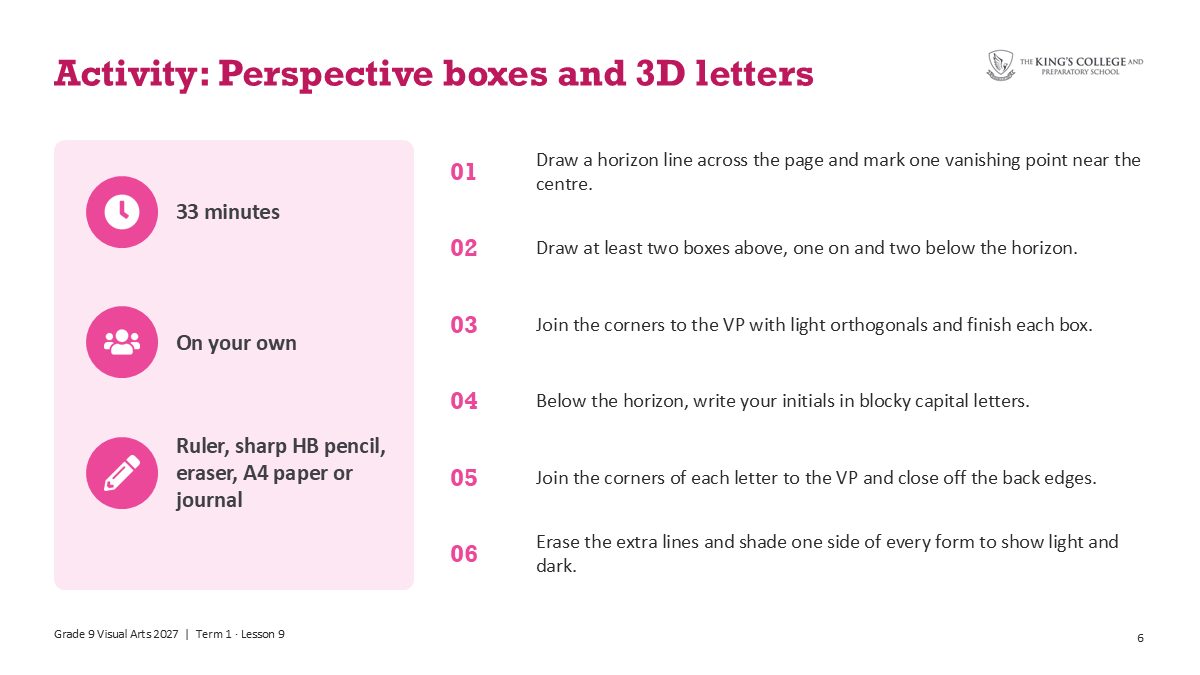 Activity: Perspective boxes and 3D letters
THE KING'S COLLEGE AND
PREPARATORY SCHOOL
33 minutes
On your own
Ruler, sharp HB pencil,
eraser, A4 paper or
journal
01
Draw a horizon line across the page and mark one vanishing point near the
centre.
02
Draw at least two boxes above, one on and two below the horizon.
03
Join the corners to the VP with light orthogonals and finish each box.
04
Below the horizon, write your initials in blocky capital letters.
05
Join the corners of each letter to the VP and close off the back edges.
06
Erase the extra lines and shade one side of every form to show light and
dark.
Grade 9 Visual Arts 2027 | Term 1 · Lesson 9
6